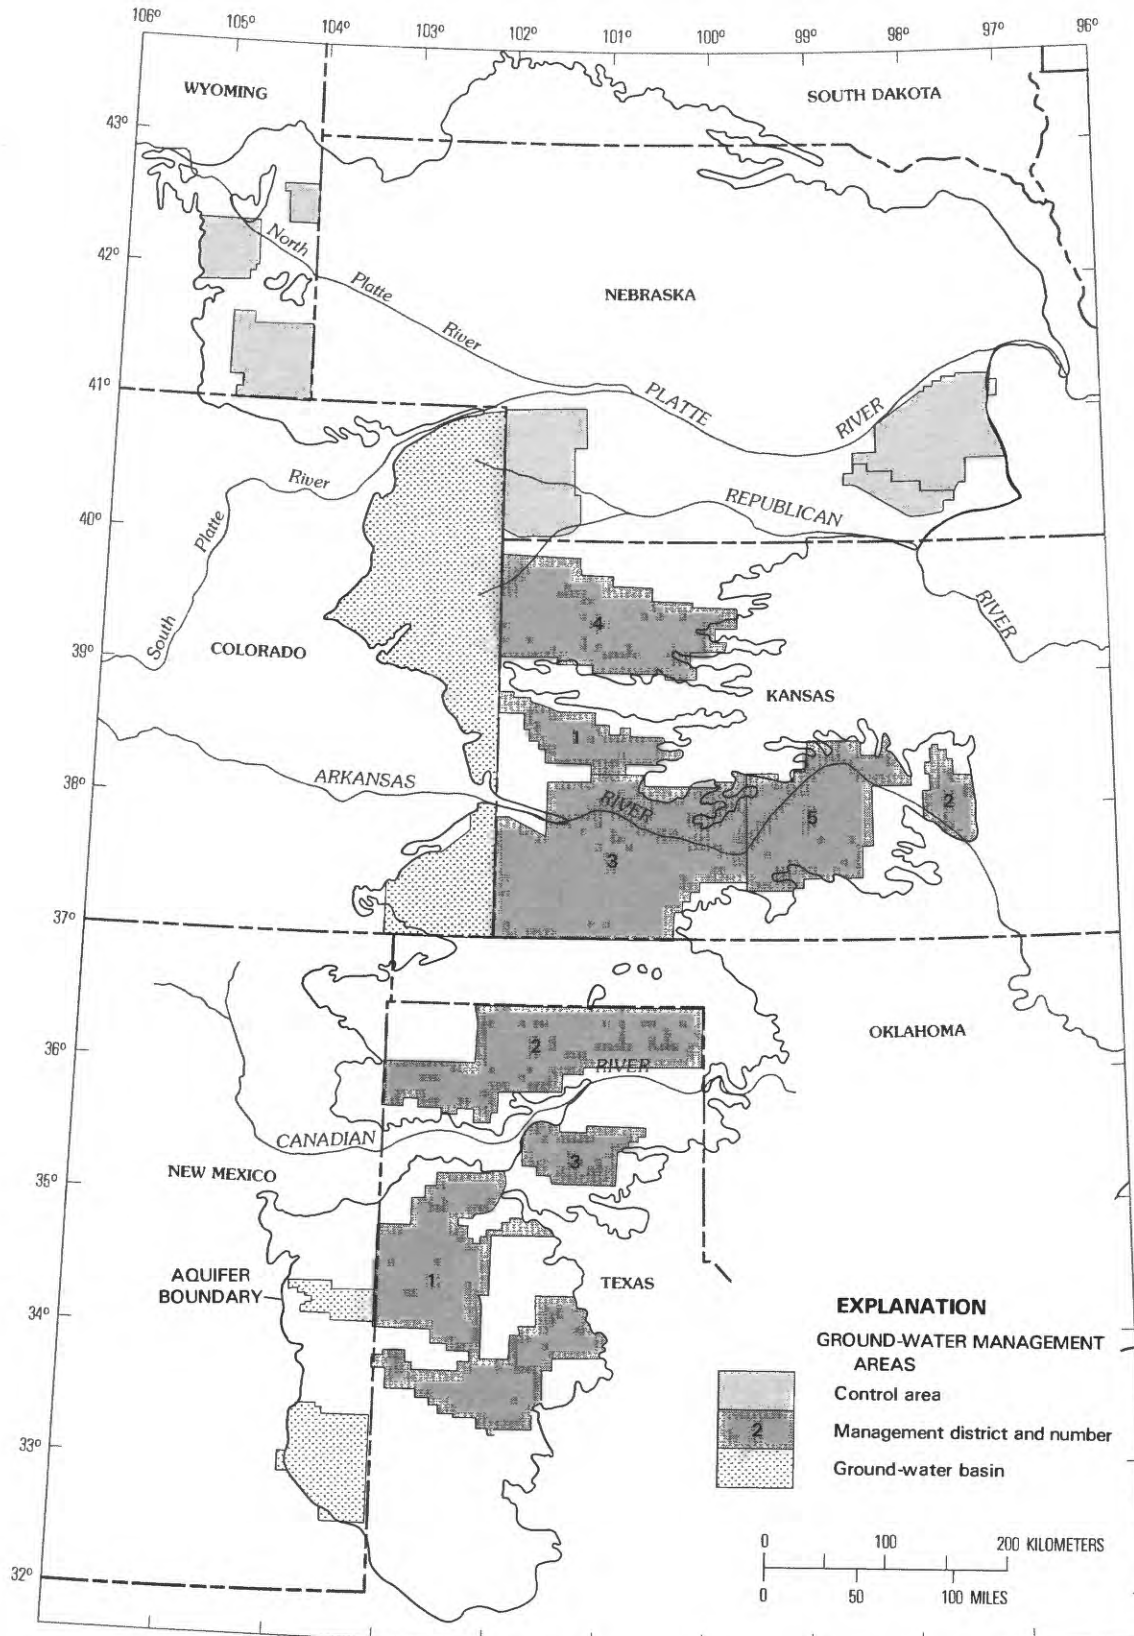 106° 105° 104° 103° 102° 101° 100° 99° 98° 97° 96°
WYOMING
SOUTH DAKOTA
43°
North
Platte
River
42°
NEBRASKA
41°
PLATTE
RIVER
South
Platte
River
REPUBLICAN
RIVER
40°
4
39°
COLORADO
KANSAS
1
2
38°
ARKANSAS
RIVER
5
3
37°
OKLAHOMA
36°
2
RIVER
CANADIAN
3
NEW MEXICO
35°
1
TEXAS
AQUIFER
BOUNDARY
34°
33°
32°
EXPLANATION
GROUND-WATER MANAGEMENT
AREAS
Control area
2
Management district and number
Ground-water basin
0 100 200 KILOMETERS
0 50 100 MILES